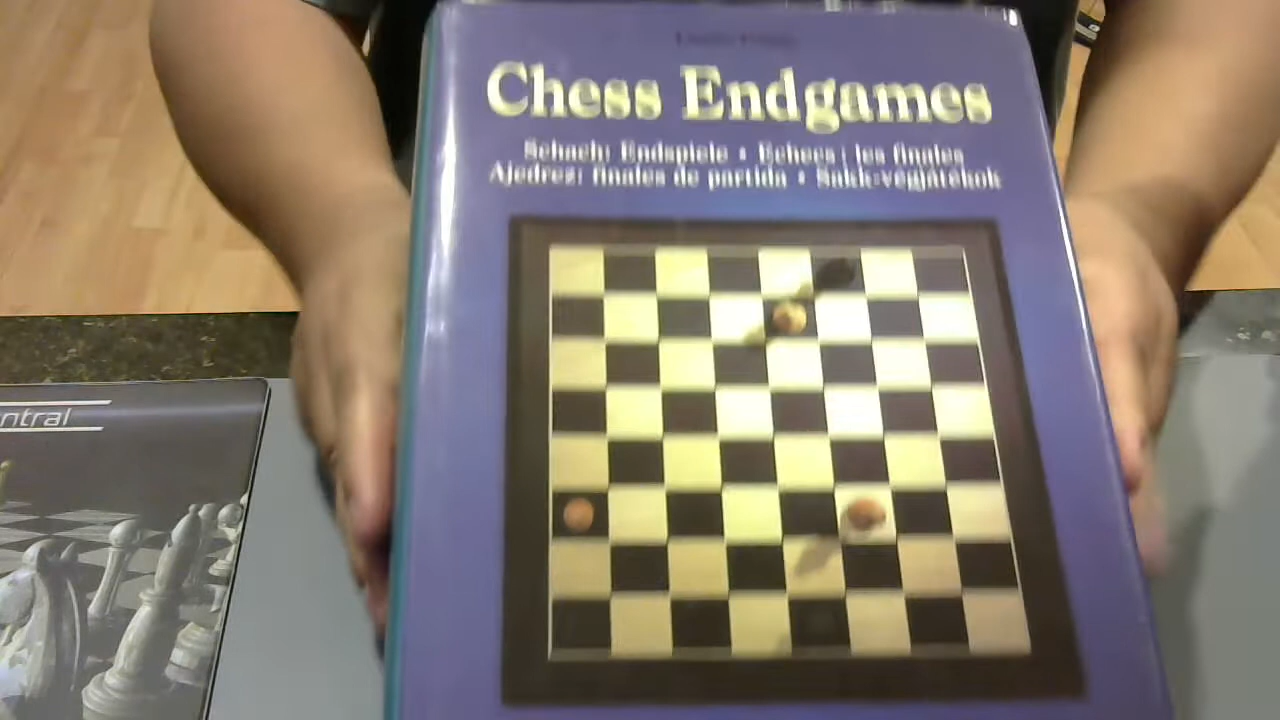 Chess Endgames
Schach: Endspiele • Echecs : les finales
Ajedrez: finales de partida • Sakk-végjátékok
ntral